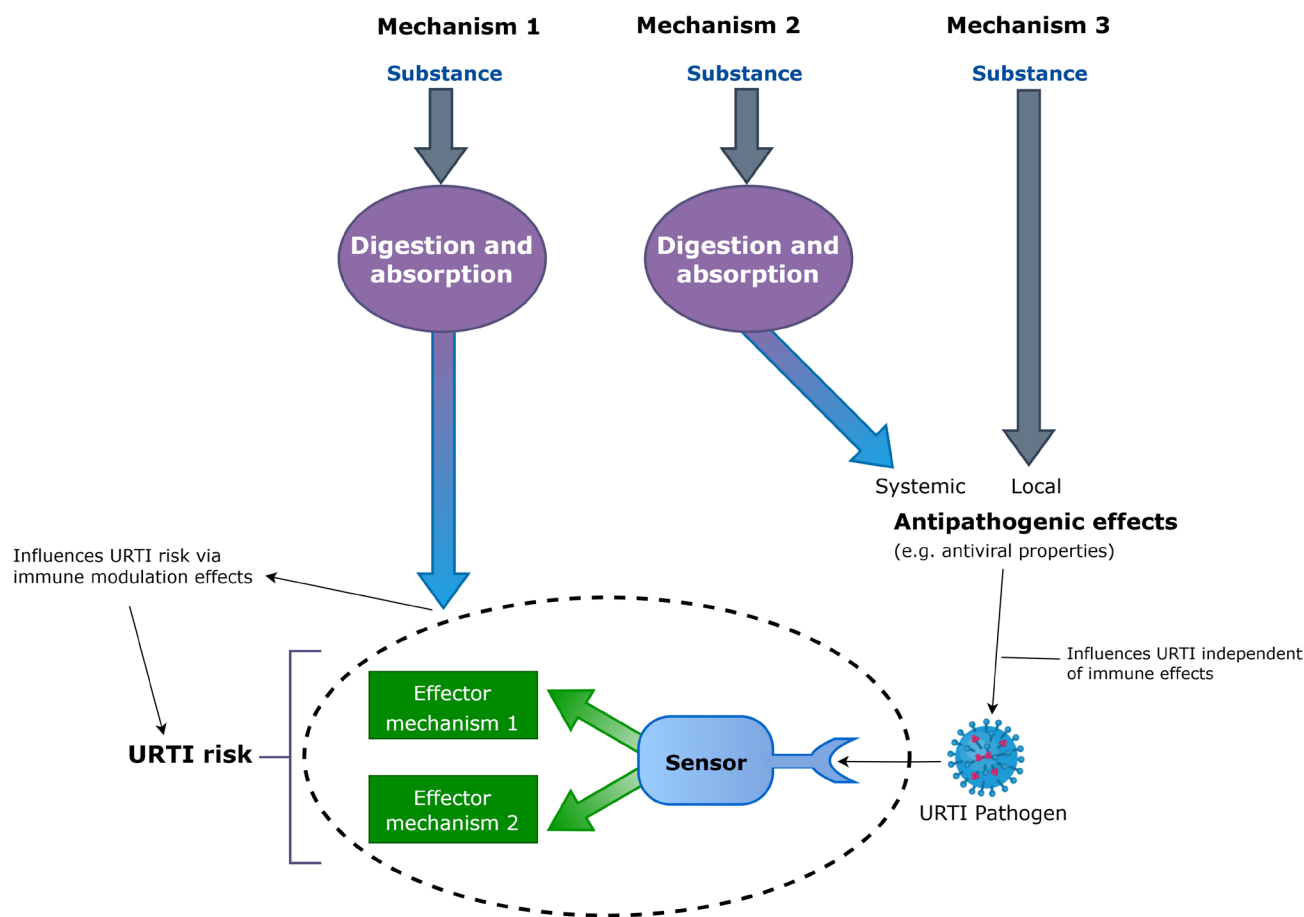 Mechanism 1
Mechanism 2
Mechanism 3
Substance
Substance
Substance
Digestion and
absorption
Digestion and
absorption
Systemic
Local
Antipathogenic effects
(e.g. antiviral properties)
Influences URTI risk via
immune modulation effects
Influences URTI independent
of immune effects
Effector
mechanism 1
Sensor
URTI risk
Effector
mechanism 2
URTI Pathogen